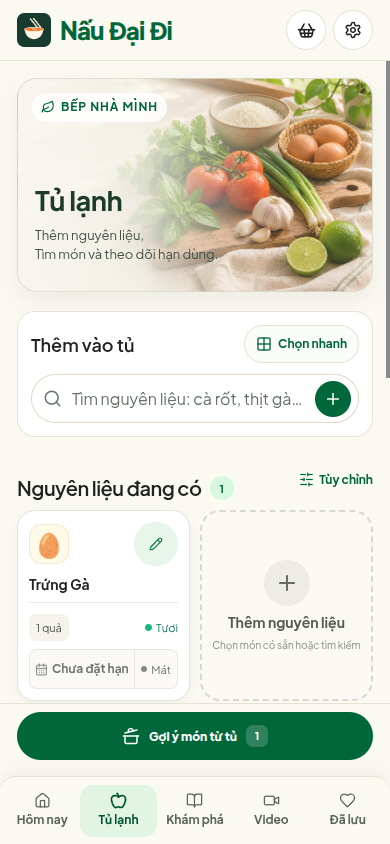 Nấu Đại Đi
BẾP NHÀ MÌNH
Tủ lạnh
Thêm nguyên liệu,
Tìm món và theo dõi hạn dùng.
Thêm vào tủ
Chọn nhanh
Tìm nguyên liệu: cà rốt, thịt gà...
Nguyên liệu đang có 1
Tùy chỉnh
Trứng Gà
1 quả
Tươi
Chưa đặt hạn
Mát
Thêm nguyên liệu
Chọn món có sẵn hoặc tìm kiếm
Gợi ý món từ tủ 1
Hôm nay
Tủ lạnh
Khám phá
Video
Đã lưu